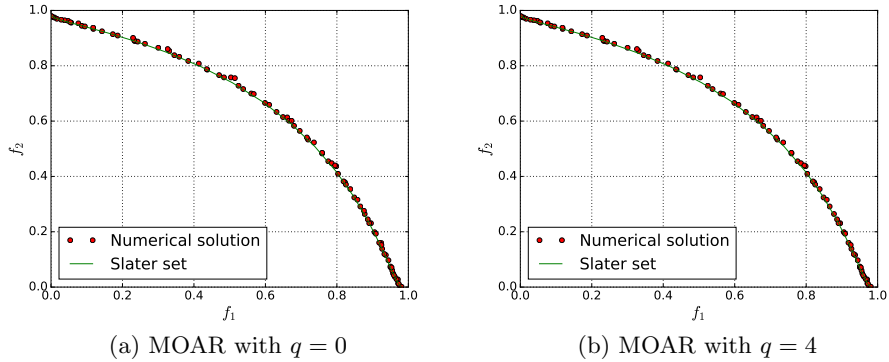 1.0
0.8
0.6
0.4
0.2
0.0
f₂
Numerical solution
Slater set
0.0 0.2 0.4 0.6 0.8 1.0
f₁
(a) MOAR with q = 0
1.0
0.8
0.6
0.4
0.2
0.0
f₂
Numerical solution
Slater set
0.0 0.2 0.4 0.6 0.8 1.0
f₁
(b) MOAR with q = 4